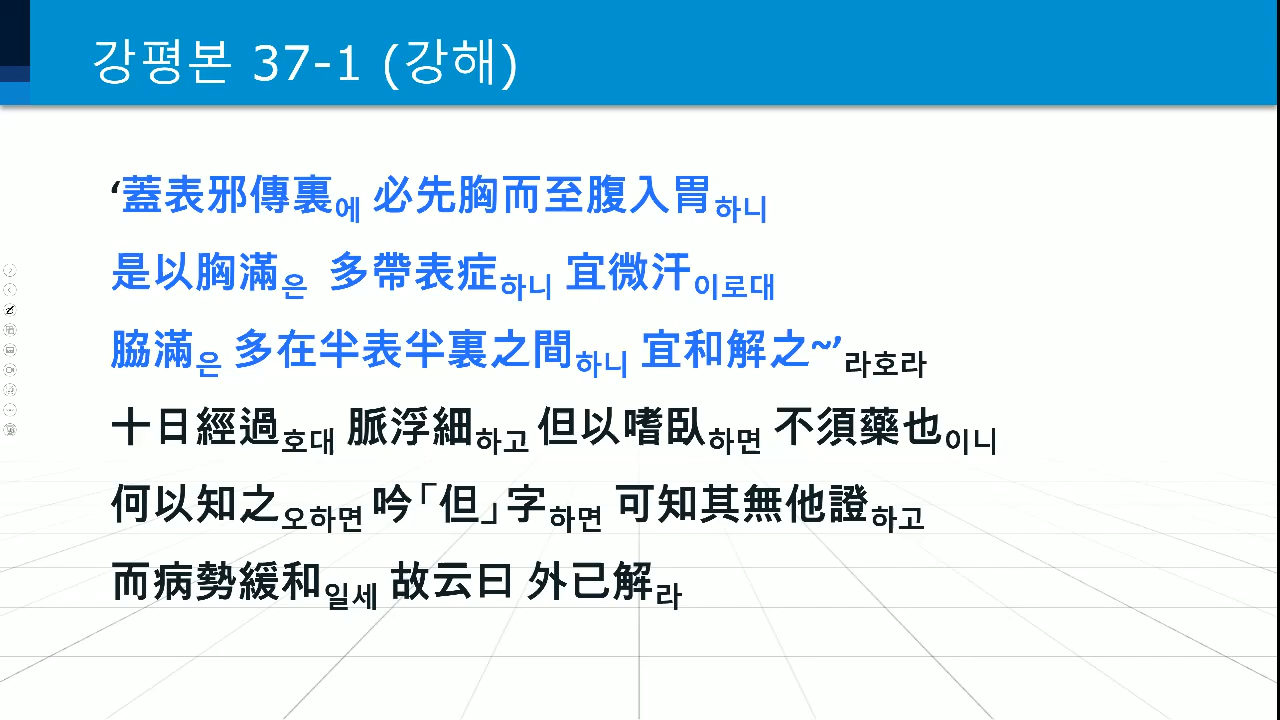 강평본 37-1 (강해)
‘蓋表邪傳裏에 必先胸而至腹入胃하니
是以胸滿은 多帶表症하니 宜微汗이로대
脇滿은 多在半表半裏之間하니 宜和解之~’라호라
十日經過호대 脈浮細하고 但以嗜臥하면 不須藥也이니
何以知之오하면 吟「但」字하면 可知其無他證하고
而病勢緩和일세 故云曰 外已解라